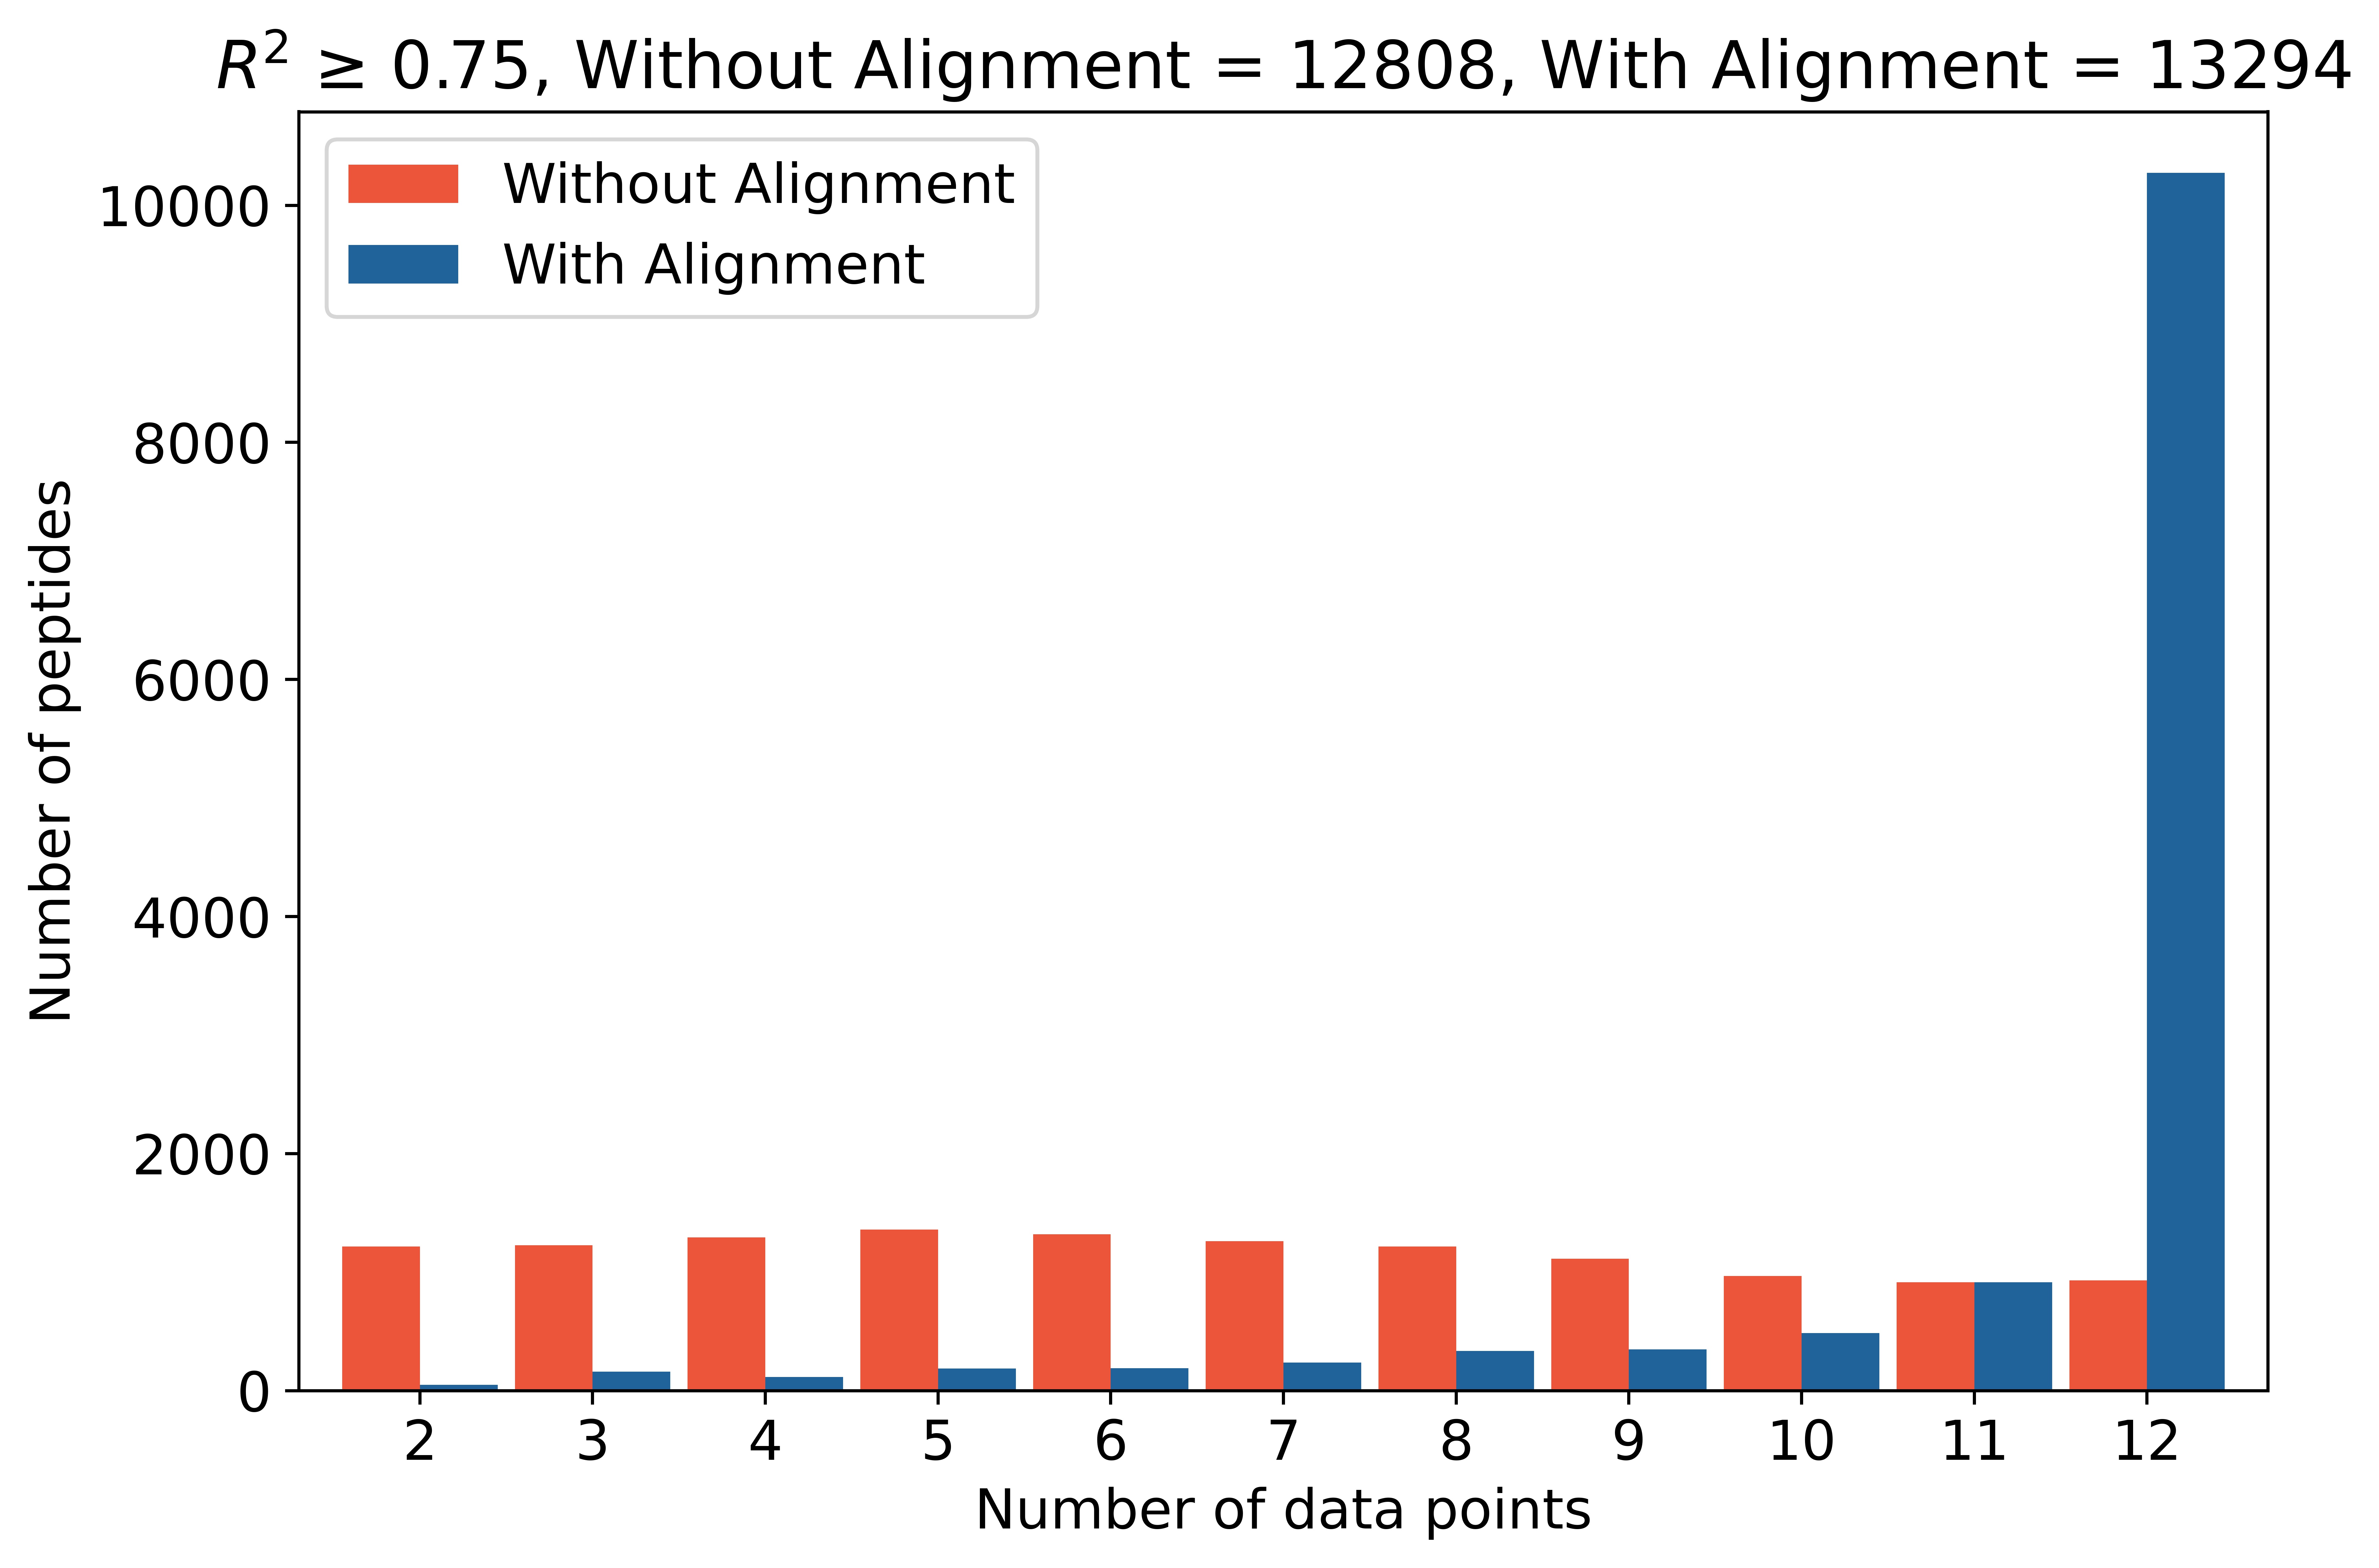 R² ≥ 0.75, Without Alignment = 12808, With Alignment = 13294
Without Alignment
With Alignment
10000
8000
6000
4000
2000
0
Number of peptides
2 3 4 5 6 7 8 9 10 11 12
Number of data points